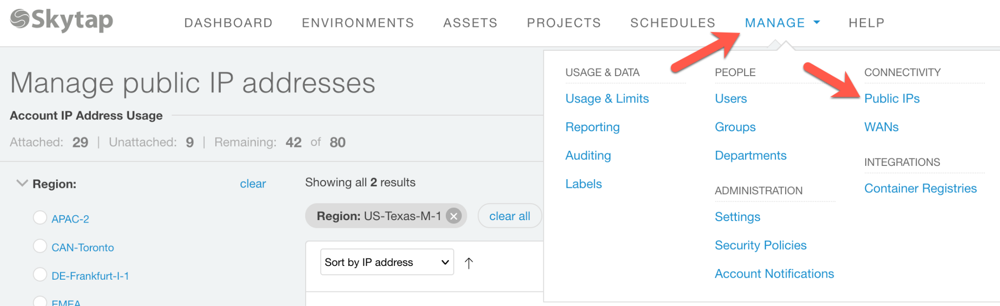 Skytap
DASHBOARD ENVIRONMENTS ASSETS PROJECTS SCHEDULES MANAGE HELP
Manage public IP addresses
Account IP Address Usage
Attached: 29 | Unattached: 9 | Remaining: 42 of 80
Region: clear
APAC-2
CAN-Toronto
DE-Frankfurt-I-1
EMEA
Showing all 2 results
Region: US-Texas-M-1 clear all
Sort by IP address
USAGE & DATA
Usage & Limits
Reporting
Auditing
Labels
PEOPLE
Users
Groups
Departments
ADMINISTRATION
Settings
Security Policies
Account Notifications
CONNECTIVITY
Public IPs
WANs
INTEGRATIONS
Container Registries